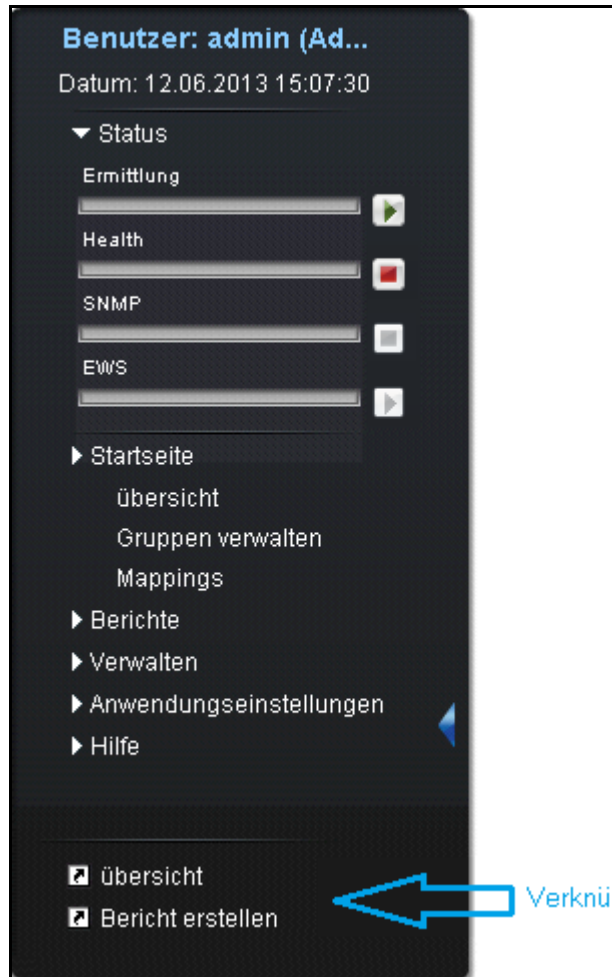 Benutzer: admin (Ad...
Datum: 12.06.2013 15:07:30
Status
Ermittlung
Health
SNMP
EWS
Startseite
übersicht
Gruppen verwalten
Mappings
Berichte
Verwalten
Anwendungseinstellungen
Hilfe
übersicht
Bericht erstellen
Verknü